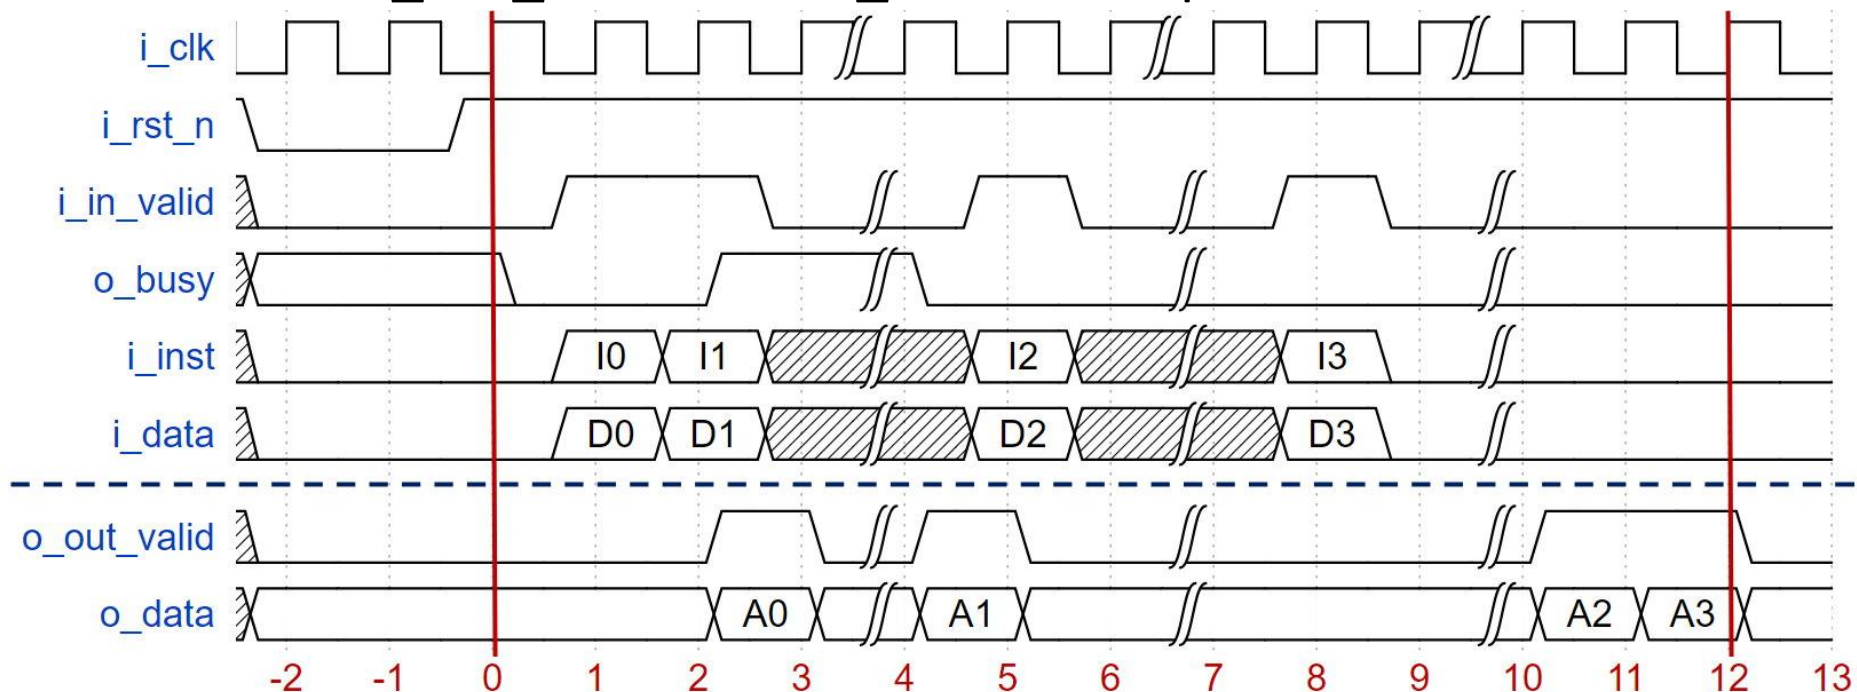 i_clk
i_rst_n
i_in_valid
o_busy
i_inst I0 I1 I2 I3
i_data D0 D1 D2 D3
o_out_valid
o_data A0 A1 A2 A3
-2 -1 0 1 2 3 4 5 6 7 8 9 10 11 12 13